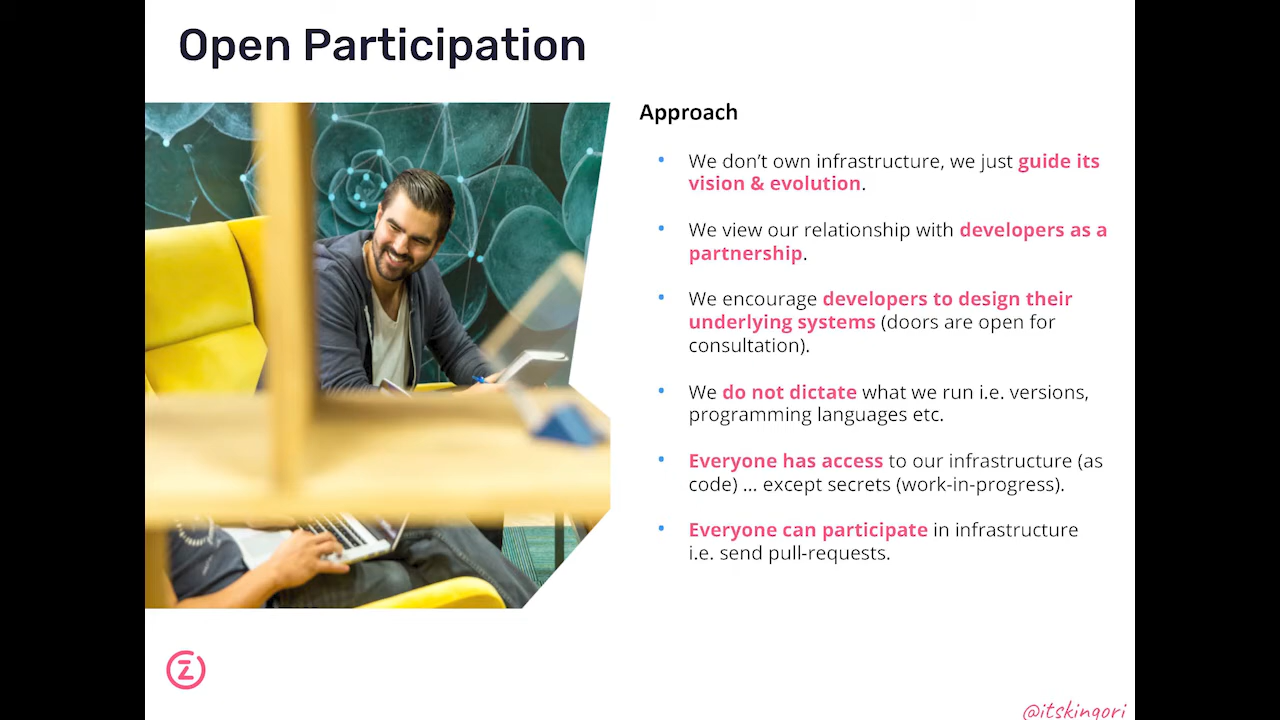 Open Participation
Approach
We don't own infrastructure, we just guide its
vision & evolution.
We view our relationship with developers as a
partnership.
We encourage developers to design their
underlying systems (doors are open for
consultation).
We do not dictate what we run i.e. versions,
programming languages etc.
Everyone has access to our infrastructure (as
code) ... except secrets (work-in-progress).
Everyone can participate in infrastructure
i.e. send pull-requests.
Z
@itskingori